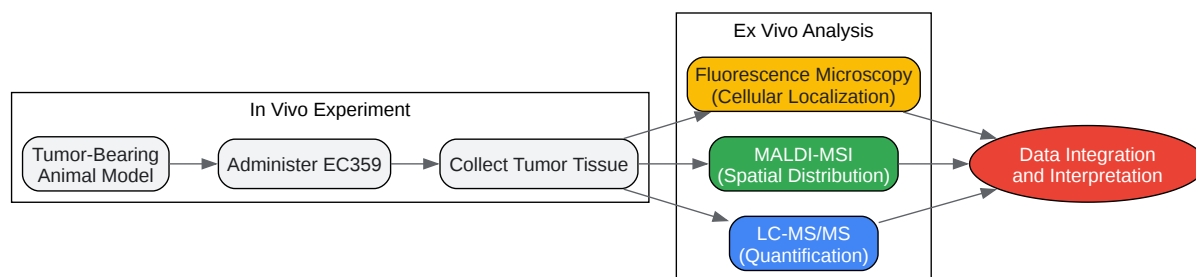 In Vivo Experiment
Tumor-Bearing
Animal Model
Administer EC359
Collect Tumor Tissue
Ex Vivo Analysis
Fluorescence Microscopy
(Cellular Localization)
MALDI-MSI
(Spatial Distribution)
LC-MS/MS
(Quantification)
Data Integration
and Interpretation